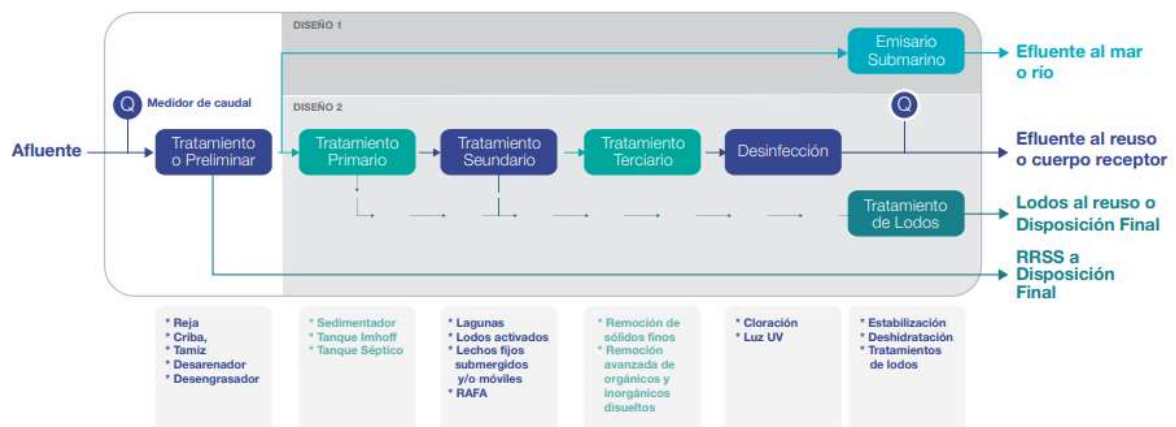 DISEÑO 1
Emisario
Submarino
Efluente al mar
o río
Q
Medidor de caudal
DISEÑO 2
Q
Afluente
Tratamiento
o Preliminar
Tratamiento
Primario
Tratamiento
Seundario
Tratamiento
Terciario
Desinfección
Efluente al reuso
o cuerpo receptor
Tratamiento
de Lodos
Lodos al reuso o
Disposición Final
RRSS a
Disposición
Final
* Reja
* Criba,
* Tamiz
* Desarenador
* Desengrasador
* Sedimentador
* Tanque Imhoff
* Tanque Séptico
* Lagunas
* Lodos activados
* Lechos fijos
submergidos
y/o móviles
* RAFA
* Remoción de
sólidos finos
* Remoción
avanzada de
orgánicos y
inorgánicos
disueltos
* Cloración
* Luz UV
* Estabilización
* Deshidratación
* Tratamientos
de lodos